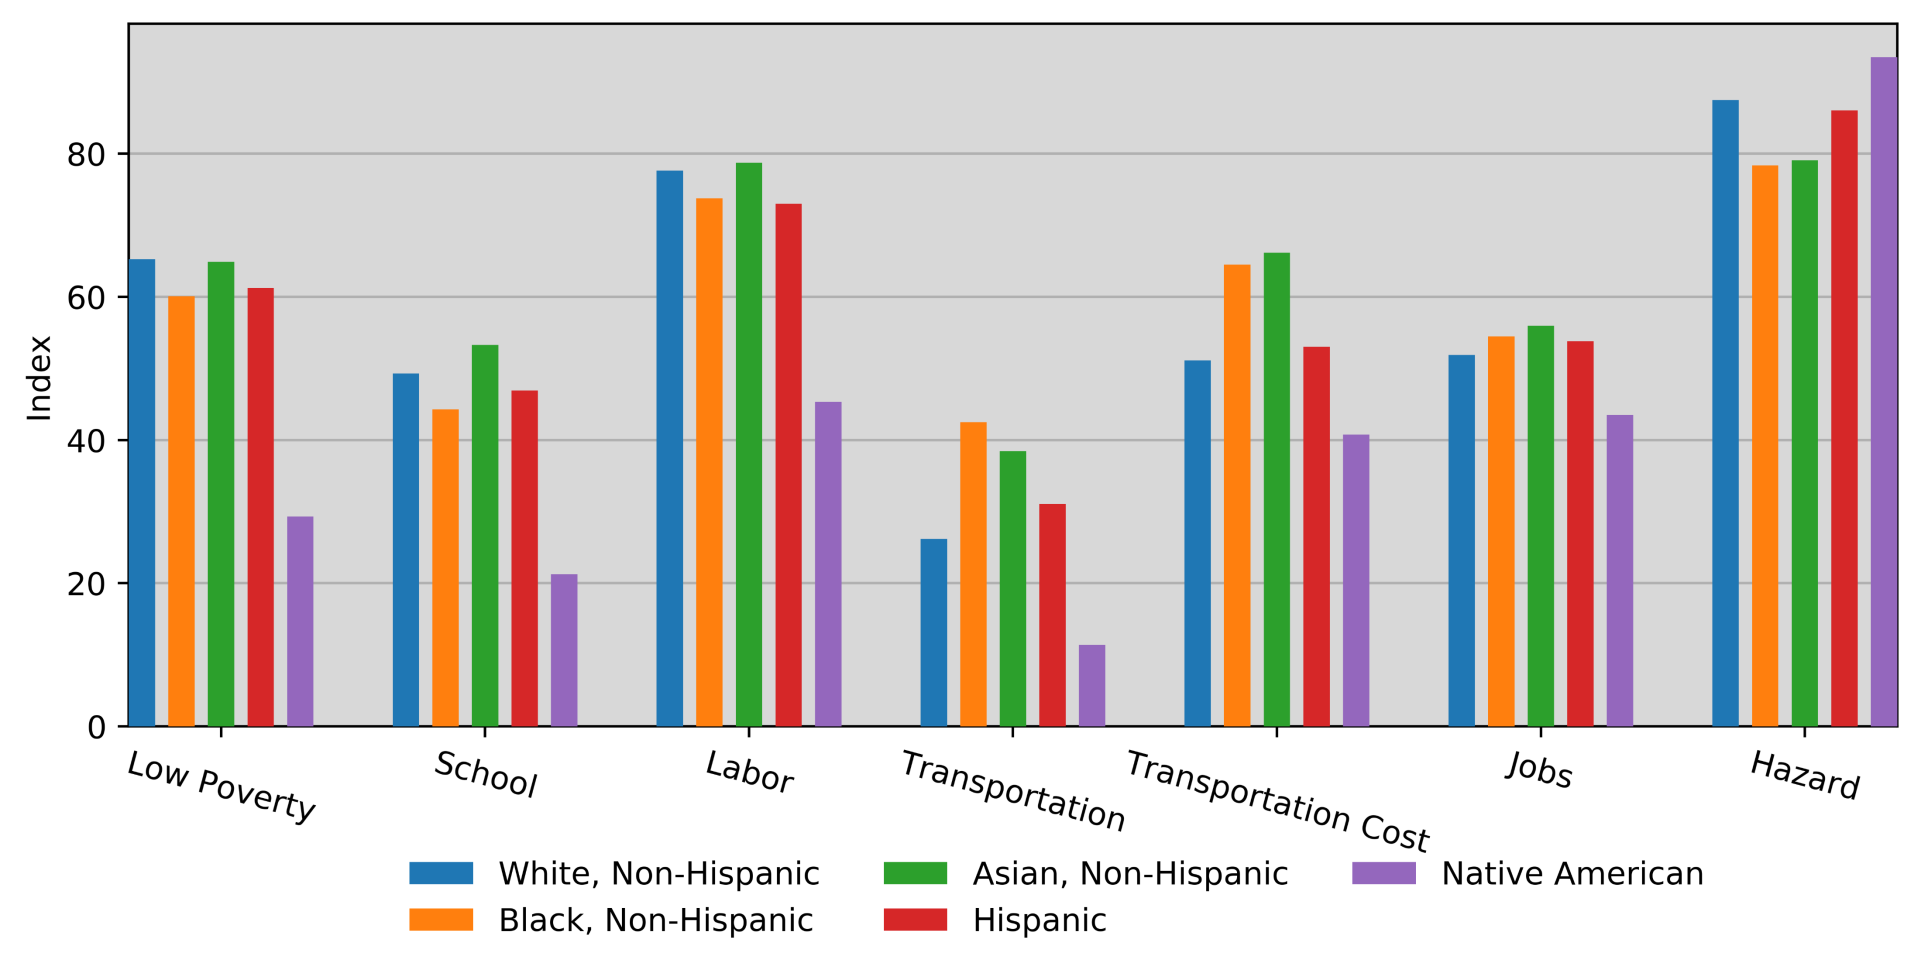 80
60
40
20
0
Index
Low Poverty
School
Labor
Transportation
Transportation Cost
Jobs
Hazard
White, Non-Hispanic
Black, Non-Hispanic
Asian, Non-Hispanic
Hispanic
Native American